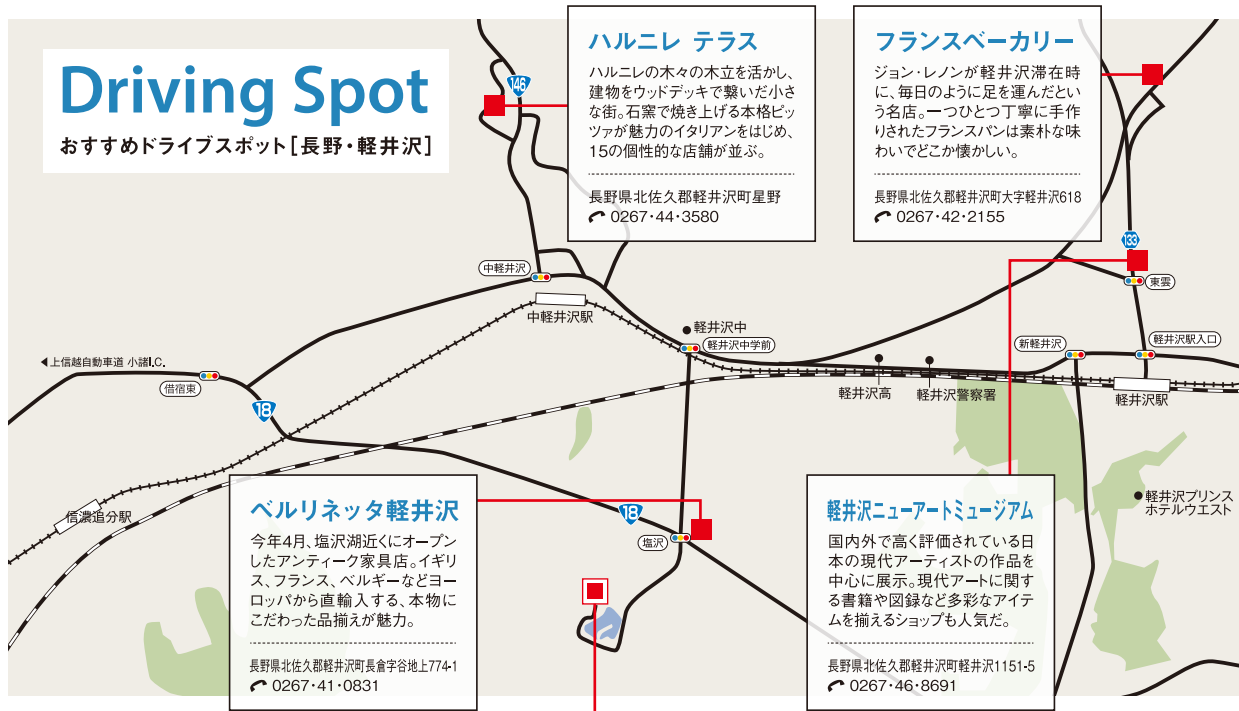 Driving Spot
おすすめドライブスポット[長野・軽井沢]
146
ハルニレ テラス
ハルニレの木々の木立を活かし、
建物をウッドデッキで繋いだ小さ
な街。石窯で焼き上げる本格ピッ
ツァが魅力のイタリアンをはじめ、
15の個性的な店舗が並ぶ。
長野県北佐久郡軽井沢町星野
0267・44・3580
フランスベーカリー
ジョン・レノンが軽井沢滞在時
に、毎日のように足を運んだとい
う名店。一つひとつ丁寧に手作
りされたフランスパンは素朴な味
わいでどこか懐かしい。
長野県北佐久郡軽井沢町大字軽井沢618
0267・42・2155
133
東雲
中軽井沢
中軽井沢駅
軽井沢中
軽井沢中学前
新軽井沢
軽井沢駅入口
上信越自動車道 小諸I.C.
借宿東
18
軽井沢高
軽井沢警察署
軽井沢駅
信濃追分駅
ベルリネッタ軽井沢
今年4月、塩沢湖近くにオープン
したアンティーク家具店。イギリ
ス、フランス、ベルギーなどヨー
ロッパから直輸入する、本物に
こだわった品揃えが魅力。
長野県北佐久郡軽井沢町長倉字谷地上774-1
0267・41・0831
18
塩沢
軽井沢ニューアートミュージアム
国内外で高く評価されている日
本の現代アーティストの作品を
中心に展示。現代アートに関す
る書籍や図録など多彩なアイテ
ムを揃えるショップも人気だ。
長野県北佐久郡軽井沢町軽井沢1151-5
0267・46・8691
軽井沢プリンス
ホテルウエスト